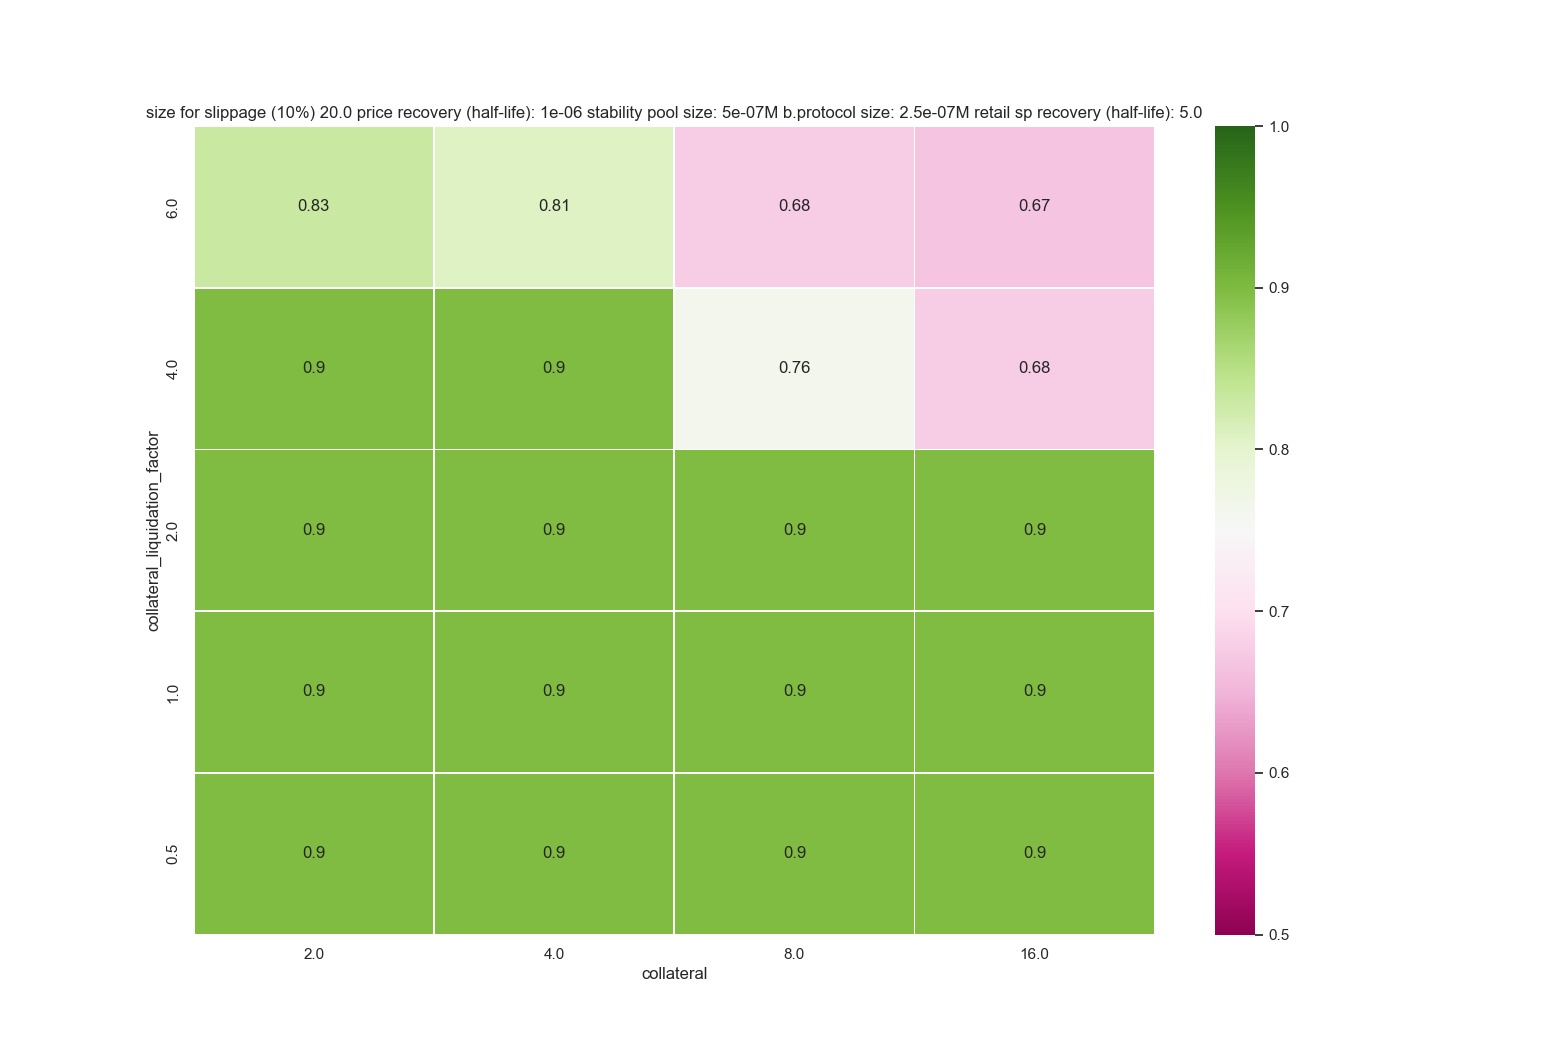 size for slippage (10%) 20.0 price recovery (half-life): 1e-06 stability pool size: 5e-07M b.protocol size: 2.5e-07M retail sp recovery (half-life): 5.0
collateral_liquidation_factor
6.0
0.83 0.81 0.68 0.67
4.0
0.9 0.9 0.76 0.68
2.0
0.9 0.9 0.9 0.9
1.0
0.9 0.9 0.9 0.9
0.5
0.9 0.9 0.9 0.9
2.0 4.0 8.0 16.0
collateral
1.0
0.9
0.8
0.7
0.6
0.5